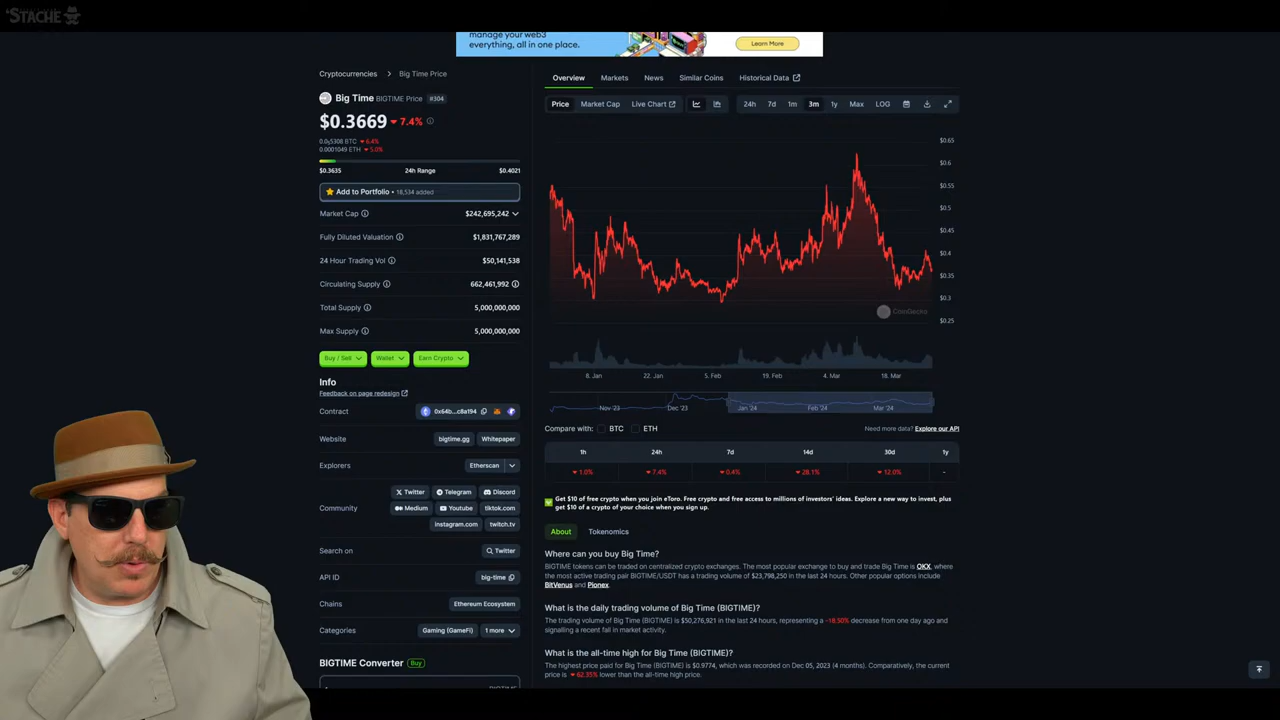 STACHE
manage your web3
everything, all in one place.
Learn More
Cryptocurrencies > Big Time Price
Big Time BIGTIME Price #304
$0.3669 7.4%
BTC 6.4%
0.0001049 ETH 5.0%
$0.3635 24h Range $0.4021
Add to Portfolio • 18,534 added
Market Cap $242,695,242
Fully Diluted Valuation $1,831,767,289
24 Hour Trading Vol $50,141,538
Circulating Supply 662,461,992
Total Supply 5,000,000,000
Max Supply 5,000,000,000
Buy / Sell Wallet Earn Crypto
Info
Feedback on page redesign
Contract 0x64b...c8a194
Website bigtime.gg Whitepaper
Explorers Etherscan
Community
Twitter Telegram Discord
Medium Youtube tiktok.com
instagram.com twitch.tv
Search on Twitter
API ID big-time
Chains Ethereum Ecosystem
Categories Gaming (GameFi) 1 more
BIGTIME Converter Buy
Overview Markets News Similar Coins Historical Data
Price Market Cap Live Chart 24h 7d 1m 3m 1y Max LOG
$0.65
$0.6
$0.55
$0.5
$0.45
$0.4
$0.35
$0.3
$0.25
CoinGecko
8. Jan 22. Jan 5. Feb 19. Feb 4. Mar 18. Mar
Nov '23 Dec '23 Jan '24 Feb '24 Mar '24
Compare with: BTC ETH Need more data? Explore our API
1h 24h 7d 14d 30d 1y
1.0% 7.4% 0.4% 28.1% 12.0% -
Get $10 of free crypto when you join eToro. Free crypto and free access to millions of investors' ideas. Explore a new way to invest, plus
get $10 of a crypto of your choice when you sign up.
About Tokenomics
Where can you buy Big Time?
BIGTIME tokens can be traded on centralized crypto exchanges. The most popular exchange to buy and trade Big Time is OKX, where
the most active trading pair BIGTIME/USDT has a trading volume of $23,798,250 in the last 24 hours. Other popular options include
BitVenus and Pionex.
What is the daily trading volume of Big Time (BIGTIME)?
The trading volume of Big Time (BIGTIME) is $50,276,921 in the last 24 hours, representing a -18.50% decrease from one day ago and
signalling a recent fall in market activity.
What is the all-time high for Big Time (BIGTIME)?
The highest price paid for Big Time (BIGTIME) is $0.9774, which was recorded on Dec 05, 2023 (4 months). Comparatively, the current
price is 62.35% lower than the all-time high price.